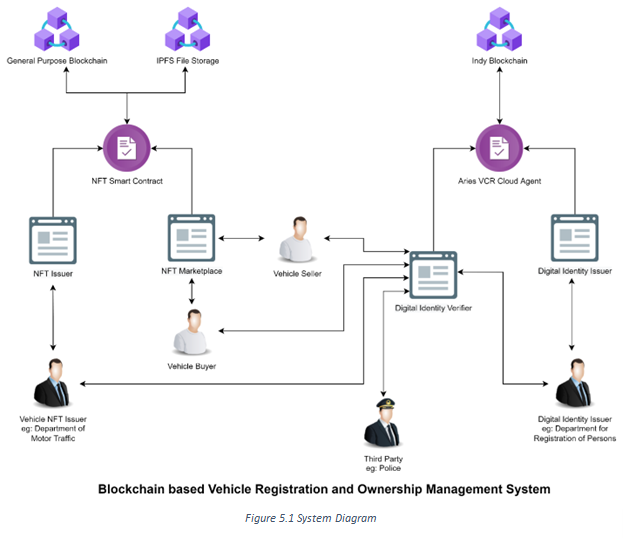 General Purpose Blockchain
IPFS File Storage
Indy Blockchain
NFT Smart Contract
Aries VCR Cloud Agent
NFT Issuer
NFT Marketplace
Vehicle Seller
Digital Identity Verifier
Digital Identity Issuer
Vehicle Buyer
Vehicle NFT Issuer
eg: Department of
Motor Traffic
Third Party
eg: Police
Digital Identity Issuer
eg: Department for
Registration of Persons
Blockchain based Vehicle Registration and Ownership Management System
Figure 5.1 System Diagram